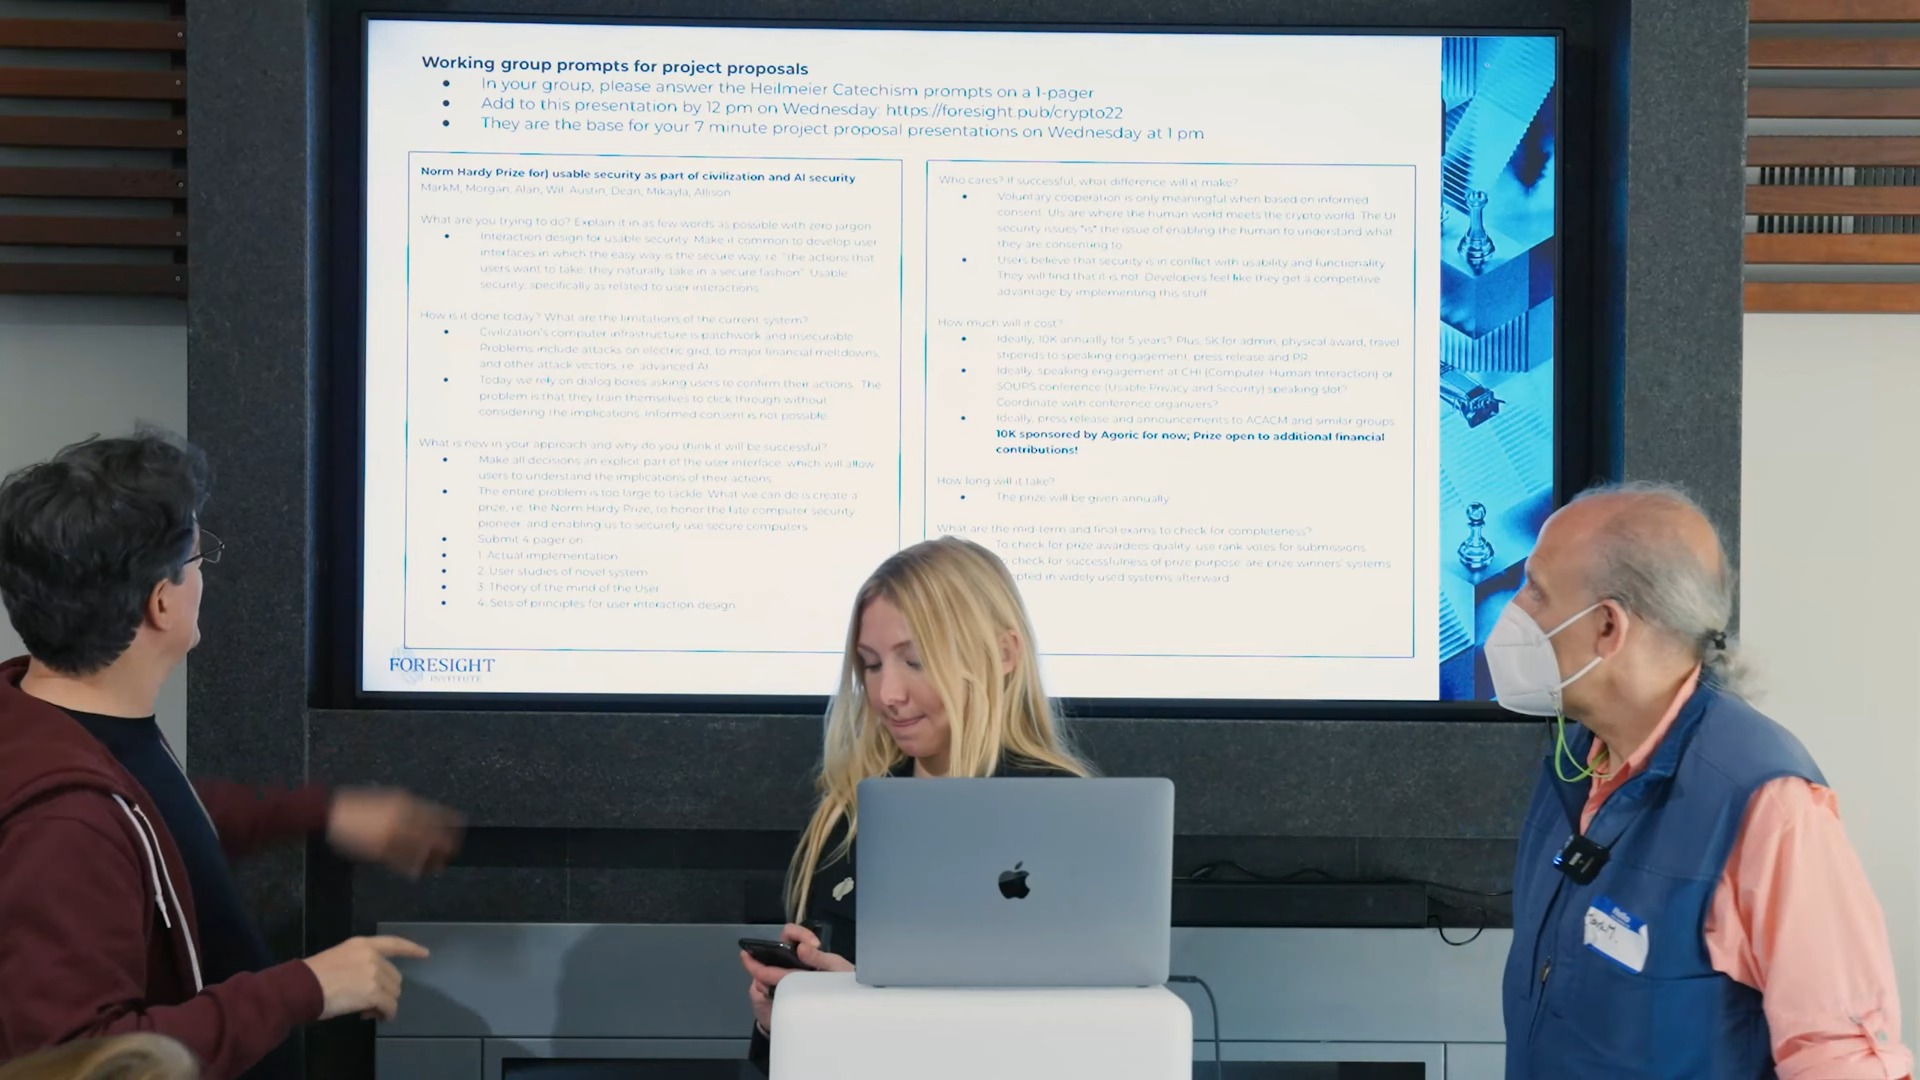 Working group prompts for project proposals
In your group, please answer the Heilmeier Catechism prompts on a 1-pager
Add to this presentation by 12 pm on Wednesday: https://foresight.pub/crypto22
They are the base for your 7 minute project proposal presentations on Wednesday at 1 pm
Norm Hardy Prize for) usable security as part of civilization and AI security
MarkM, Morgan, Alan, Wil, Austin, Dean, Mikayla, Allison
What are you trying to do? Explain it in as few words as possible with zero jargon
Interaction design for usable security. Make it common to develop user
interfaces in which the easy way is the secure way, i.e. "the actions that
users want to take, they naturally take in a secure fashion". Usable
security, specifically as related to user interactions
How is it done today? What are the limitations of the current system?
Civilization's computer infrastructure is patchwork and insecurable.
Problems include attacks on electric grid, to major financial meltdowns,
and other attack vectors, i.e. advanced AI
Today we rely on dialog boxes asking users to confirm their actions. The
problem is that they train themselves to click through without
considering the implications. Informed consent is not possible
What is new in your approach and why do you think it will be successful?
Make all decisions an explicit part of the user interface, which will allow
users to understand the implications of their actions
The entire problem is too large to tackle. What we can do is create a
prize, i.e. the Norm Hardy Prize, to honor the late computer security
pioneer, and enabling us to securely use secure computers
Submit 4 pager on:
1. Actual implementation
2. User studies of novel system
3. Theory of the mind of the User
4. Sets of principles for user interaction design
Who cares? If successful, what difference will it make?
Voluntary cooperation is only meaningful when based on informed
consent. UIs are where the human world meets the crypto world. The UI
security issues "is" the issue of enabling the human to understand what
they are consenting to
Users believe that security is in conflict with usability and functionality.
They will find that it is not. Developers feel like they get a competitive
advantage by implementing this stuff
How much will it cost?
Ideally, 10K annually for 5 years? Plus, 5K for admin, physical award, travel
stipends to speaking engagement, press release and PR
Ideally, speaking engagement at CHI (Computer-Human Interaction) or
SOUPS conference (Usable Privacy and Security) speaking slot?
Coordinate with conference organizers?
Ideally, press release and announcements to ACACM and similar groups
10K sponsored by Agoric for now; Prize open to additional financial
contributions!
How long will it take?
The prize will be given annually
What are the mid-term and final exams to check for completeness?
To check for prize awardees quality, use rank votes for submissions
check for successfulness of prize purpose: are prize winners' systems
in widely used systems afterward
FORESIGHT
INSTITUTE
Hello